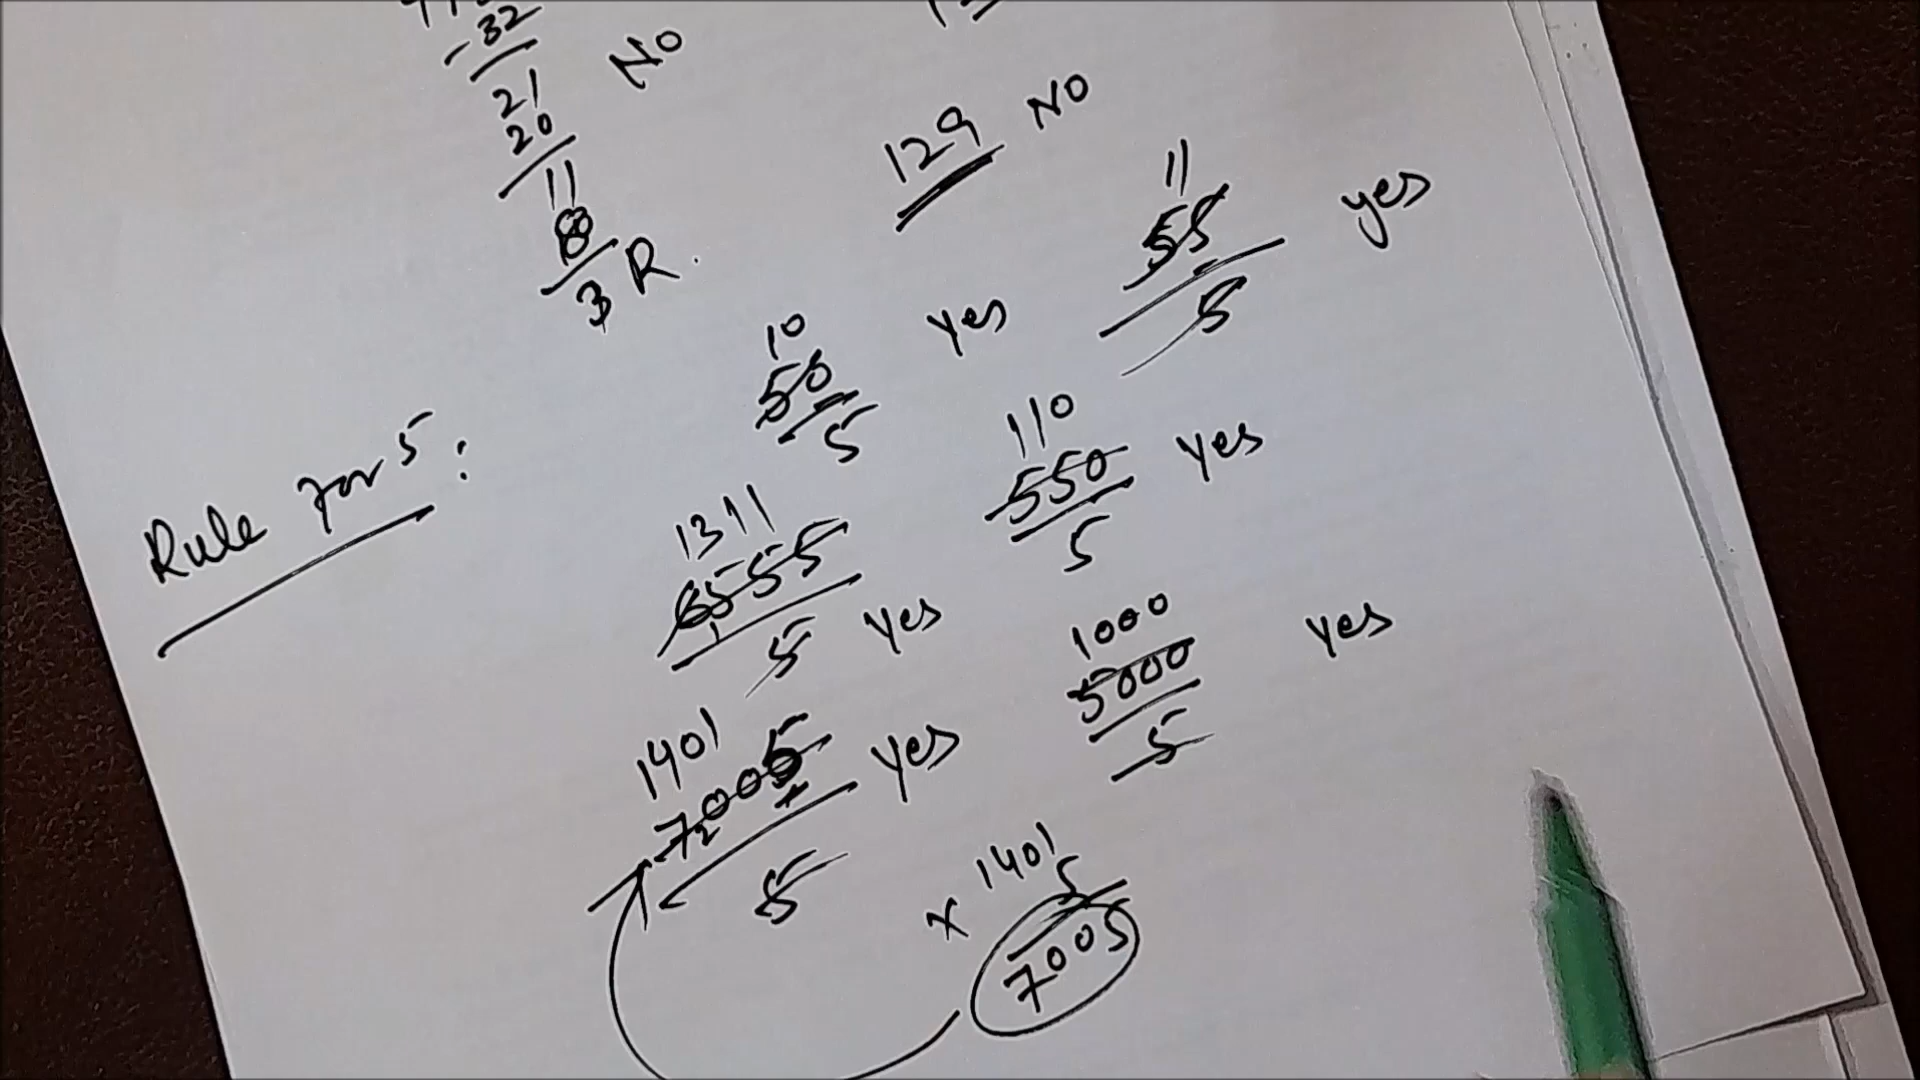 - 32
21
20
11
8
3 R.
No
129 No
11
55
5
yes
Rule for 5:
10
50
5
yes
110
550
5
yes
1311
6555
5
yes
1000
5000
5
yes
1401
7005
5
yes
1401
x 5
7005